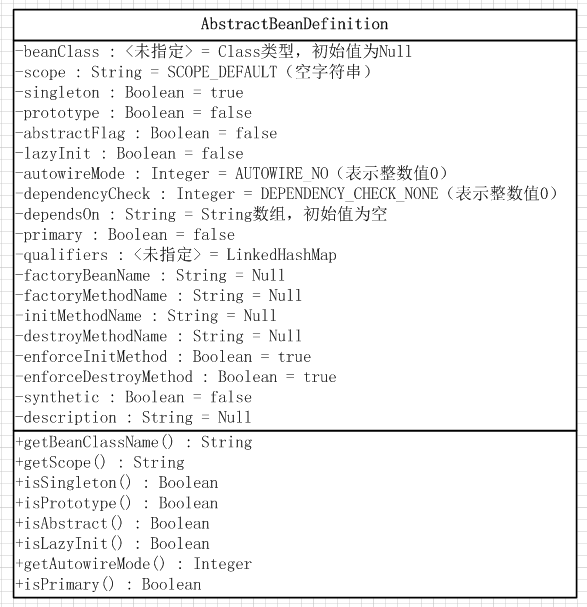 AbstractBeanDefinition
-beanClass : <未指定> = Class类型，初始值为Null
-scope : String = SCOPE_DEFAULT（空字符串）
-singleton : Boolean = true
-prototype : Boolean = false
-abstractFlag : Boolean = false
-lazyInit : Boolean = false
-autowireMode : Integer = AUTOWIRE_NO（表示整数值0）
-dependencyCheck : Integer = DEPENDENCY_CHECK_NONE（表示整数值0）
-dependsOn : String = String数组，初始值为空
-primary : Boolean = false
-qualifiers : <未指定> = LinkedHashMap
-factoryBeanName : String = Null
-factoryMethodName : String = Null
-initMethodName : String = Null
-destroyMethodName : String = Null
-enforceInitMethod : Boolean = true
-enforceDestroyMethod : Boolean = true
-synthetic : Boolean = false
-description : String = Null
+getBeanClassName() : String
+getScope() : String
+isSingleton() : Boolean
+isPrototype() : Boolean
+isAbstract() : Boolean
+isLazyInit() : Boolean
+getAutowireMode() : Integer
+isPrimary() : Boolean